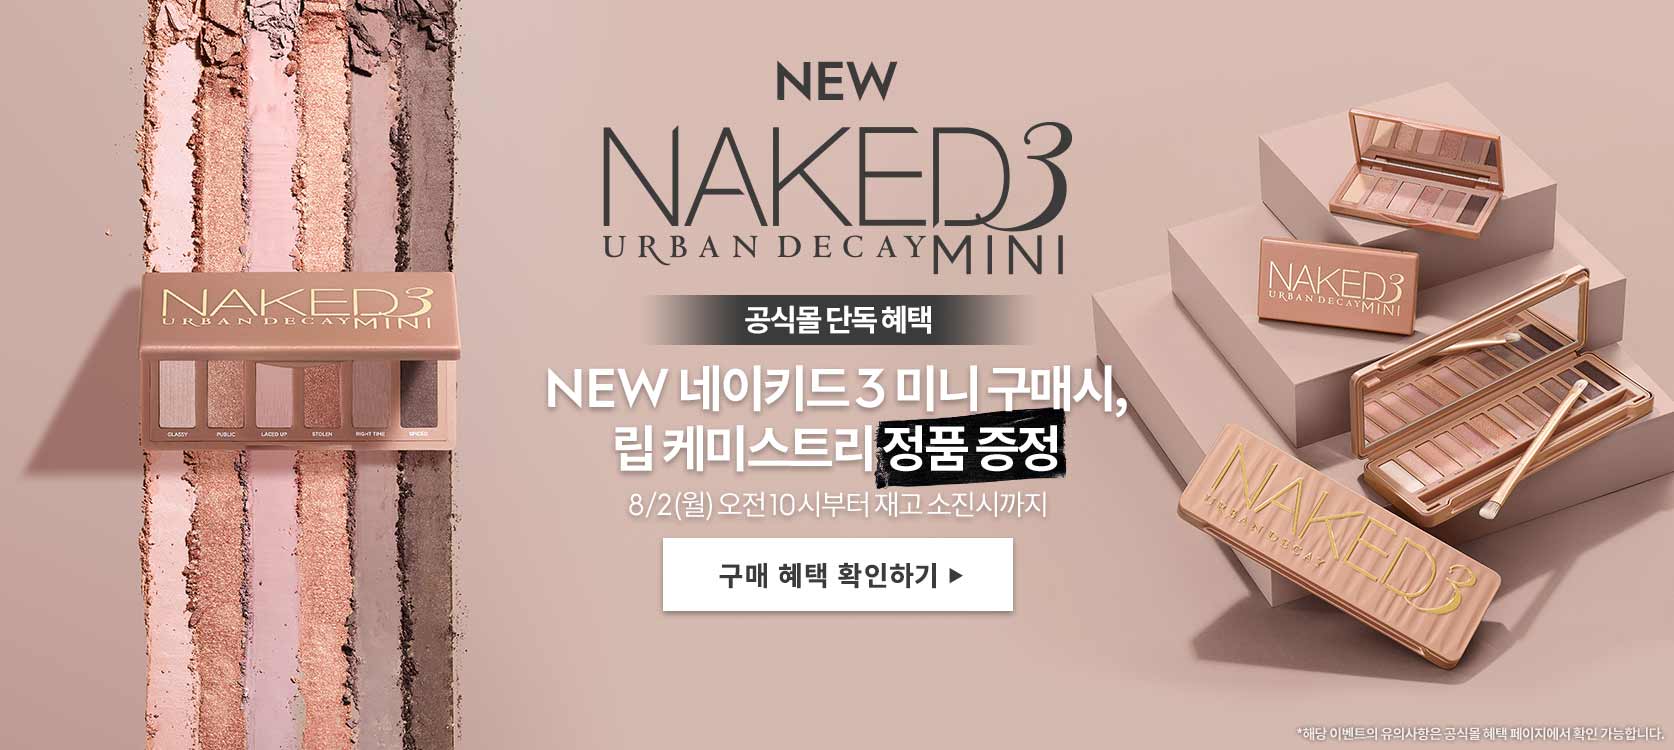 NEW
NAKED3
URBAN DECAY MINI
공식몰 단독 혜택
NEW 네이키드 3 미니 구매시,
립 케미스트리 정품 증정
8/2(월) 오전 10시부터 재고 소진시까지
구매 혜택 확인하기 ▶
NAKED3
URBAN DECAY MINI
GLASSY PUBLIC LACED UP STOLEN RIGHT TIME SPICED
NAKED3
URBAN DECAY MINI
NAKED3
URBAN DECAY
*해당 이벤트의 유의사항은 공식몰 혜택 페이지에서 확인 가능합니다.